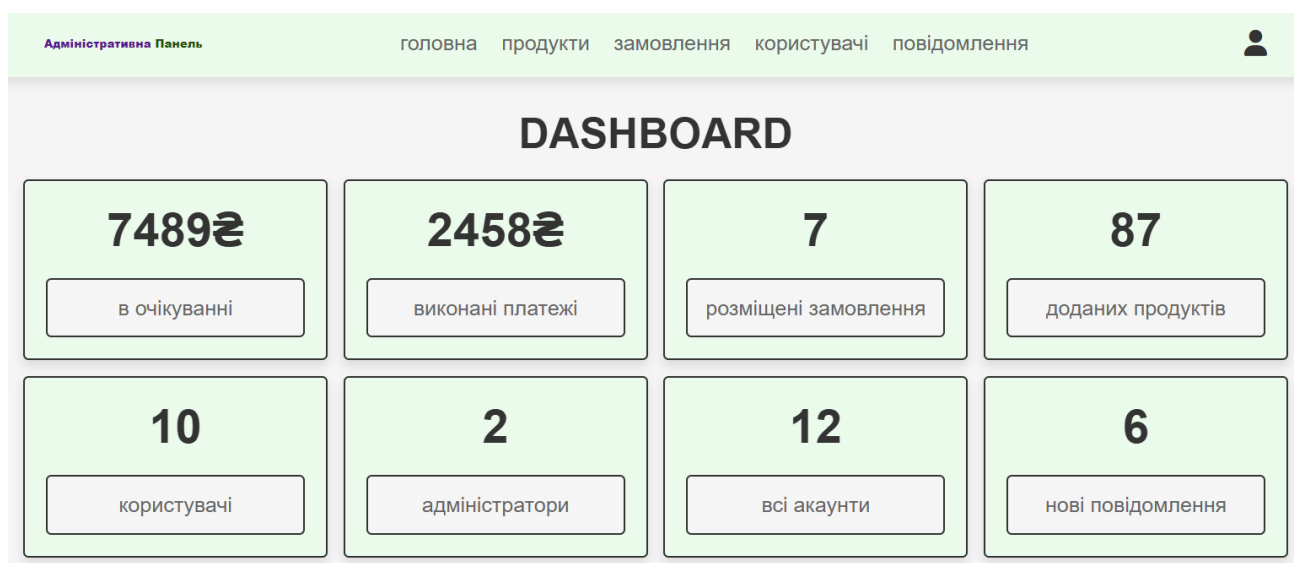 Адміністративна Панель
головна продукти замовлення користувачі повідомлення
DASHBOARD
7489₴ 2458₴ 7 87
в очікуванні виконані платежі розміщені замовлення доданих продуктів
10 2 12 6
користувачі адміністратори всі акаунти нові повідомлення